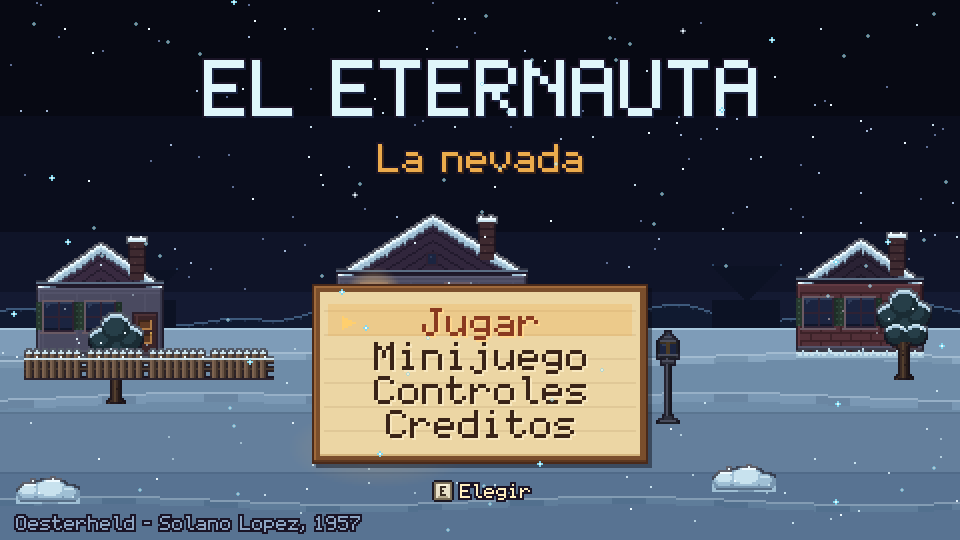 EL ETERNAUTA
La nevada
Jugar
Minijuego
Controles
Creditos
E Elegir
Oesterheld - Solano Lopez, 1957